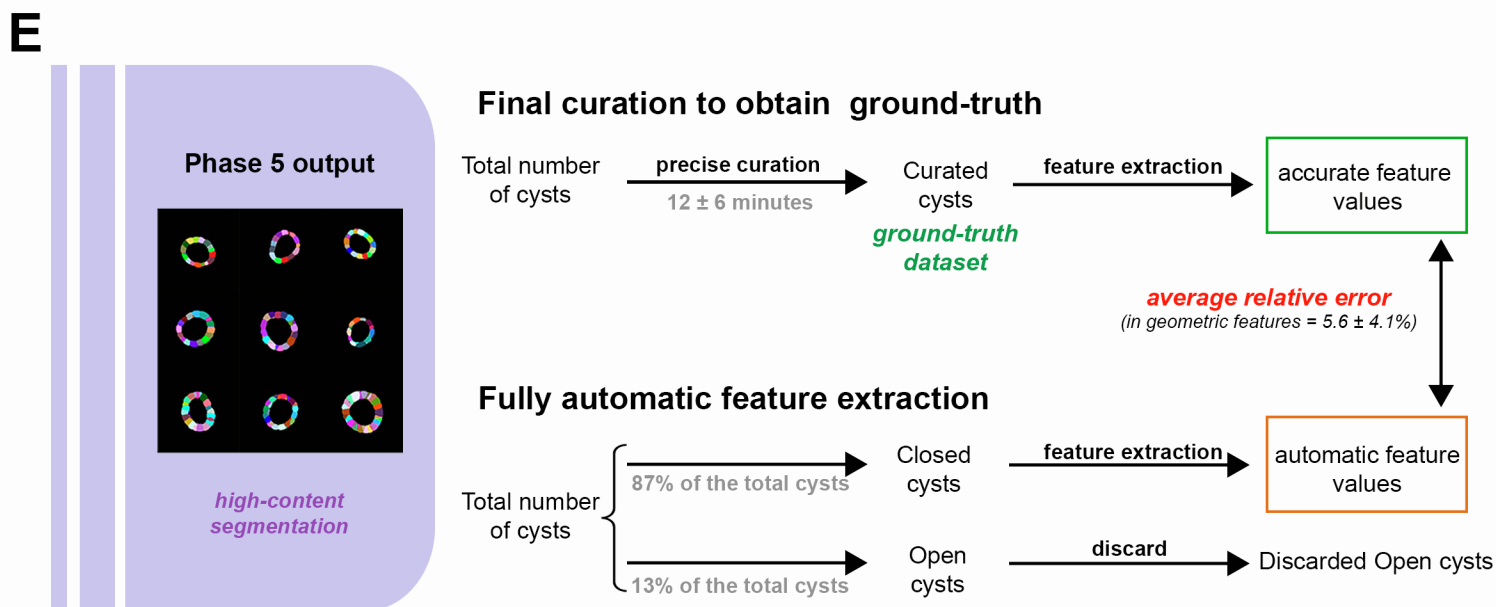 E
Phase 5 output
high-content
segmentation
Final curation to obtain ground-truth
Total number
of cysts
precise curation
12 ± 6 minutes
Curated
cysts
ground-truth
dataset
feature extraction
accurate feature
values
average relative error
(in geometric features = 5.6 ± 4.1%)
Fully automatic feature extraction
Total number
of cysts
87% of the total cysts
Closed
cysts
feature extraction
automatic feature
values
13% of the total cysts
Open
cysts
discard
Discarded Open cysts